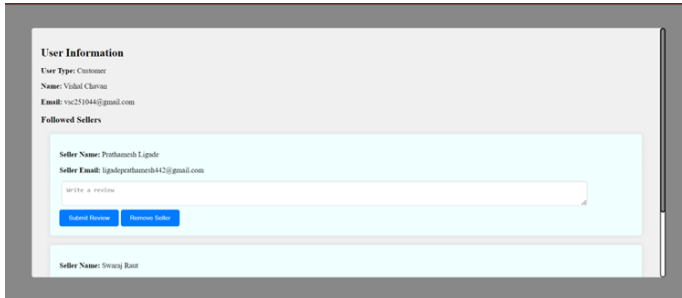 User Information
User Type: Customer
Name: Vishal Chavan
Email: vsc251044@gmail.com
Followed Sellers
Seller Name: Prathamesh Ligade
Seller Email: ligadeprathamesh442@gmail.com
Write a review
Submit Review Remove Seller
Seller Name: Swaraj Raut